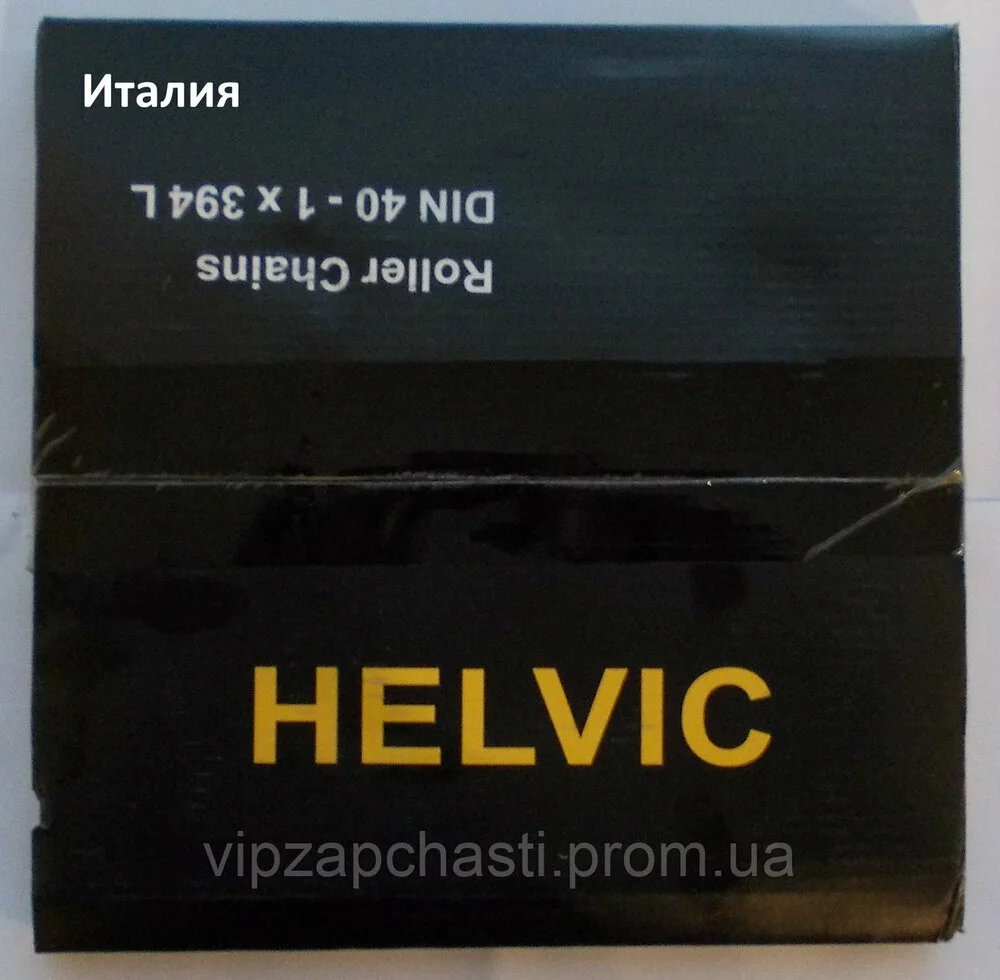 Италия
Roller Chains
DIN 40 - 1 x 394 L
HELVIC
vipzapchasti.prom.ua